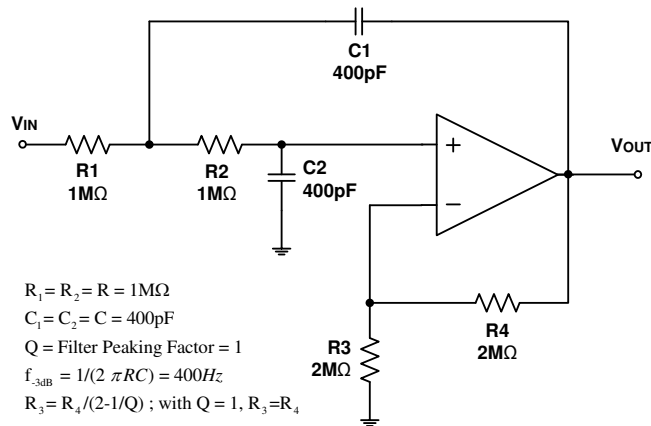 C1
400pF
VIN
VOUT
+
R1
1MΩ
R2
1MΩ
C2
400pF
−
R₁ = R₂ = R = 1MΩ
C₁ = C₂ = C = 400pF
Q = Filter Peaking Factor = 1
f₋₃dB = 1/(2 πRC) = 400Hz
R₃ = R₄/(2-1/Q) ; with Q = 1, R₃=R₄
R3
2MΩ
R4
2MΩ